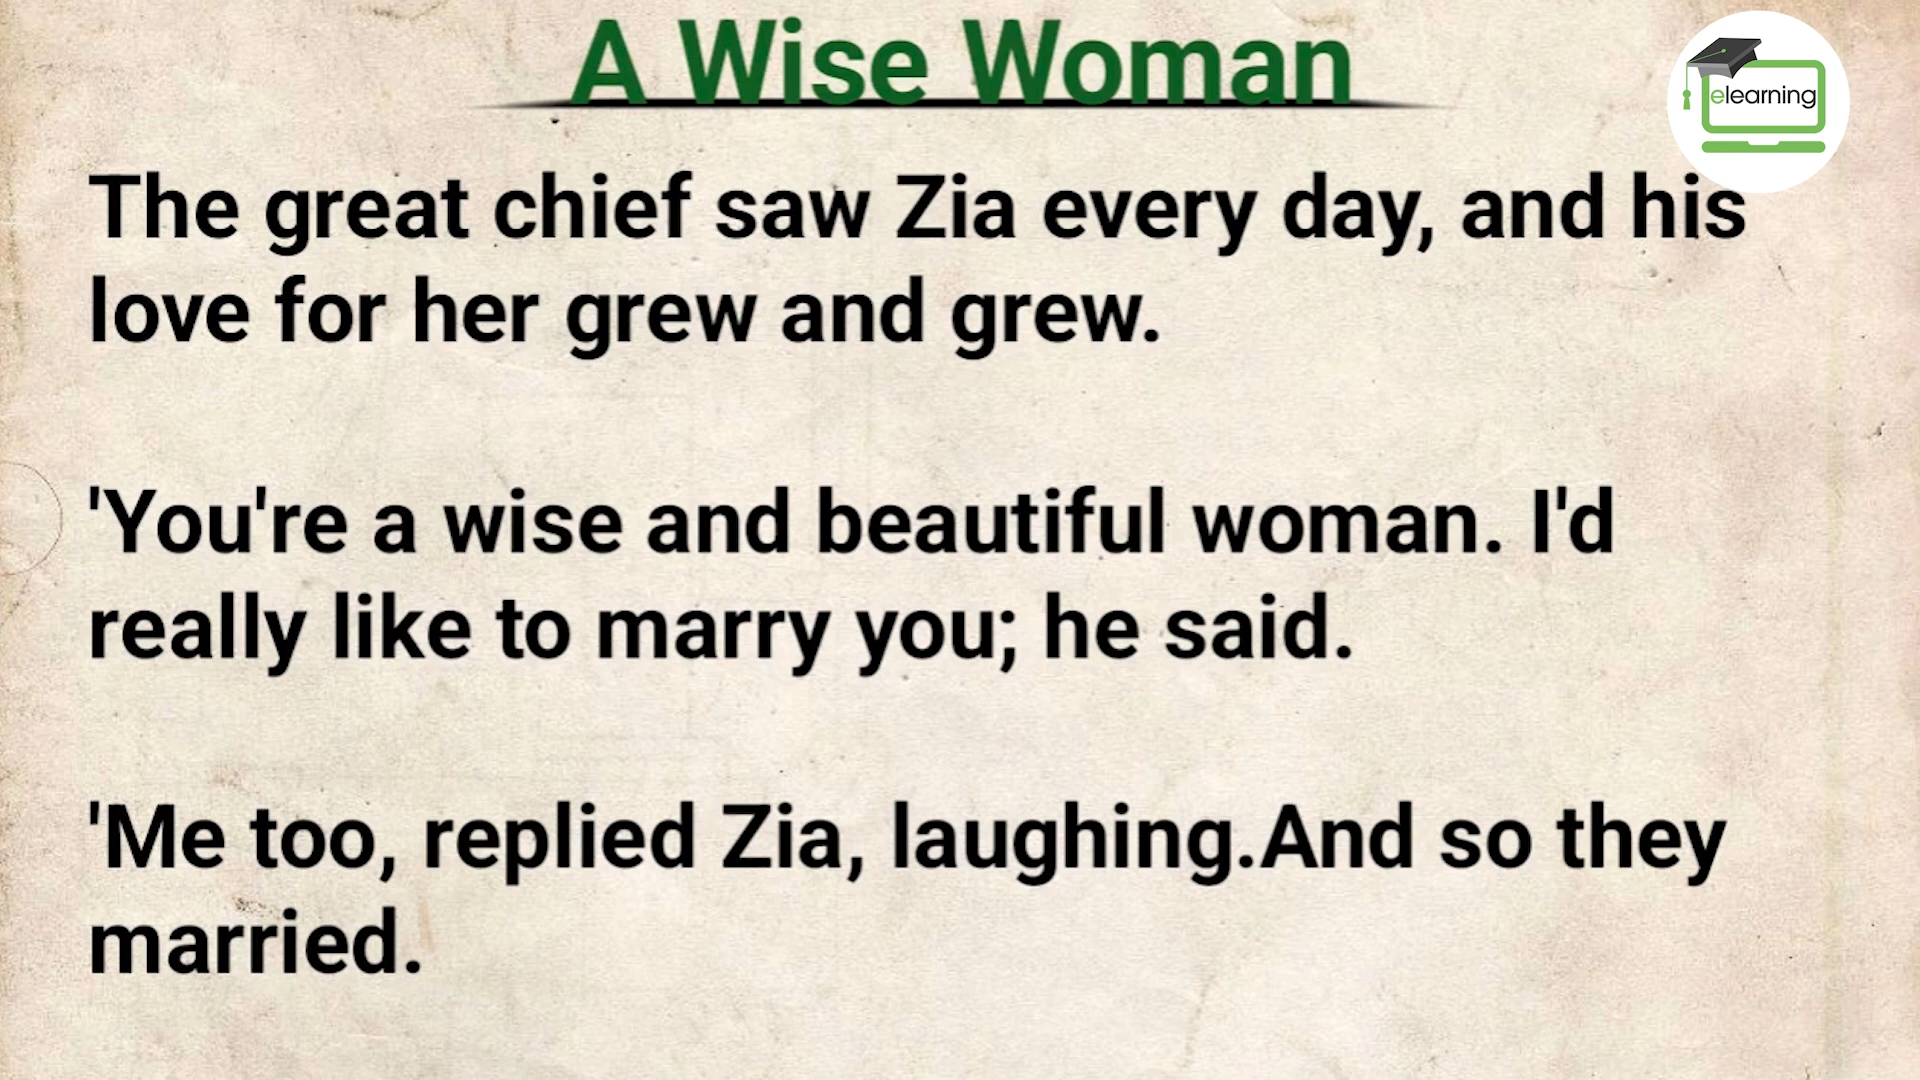 A Wise Woman
elearning
The great chief saw Zia every day, and his
love for her grew and grew.
'You're a wise and beautiful woman. I'd
really like to marry you; he said.
'Me too, replied Zia, laughing.And so they
married.